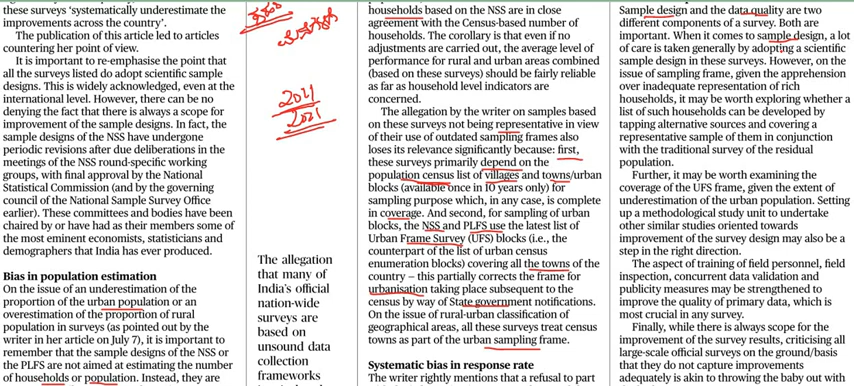 these surveys 'systematically underestimate the
improvements across the country'.
The publication of this article led to articles
countering her point of view.
It is important to re-emphasise the point that
all the surveys listed do adopt scientific sample
designs. This is widely acknowledged, even at the
international level. However, there can be no
denying the fact that there is always a scope for
improvement of the sample designs. In fact, the
sample designs of the NSS have undergone
periodic revisions after due deliberations in the
meetings of the NSS round-specific working
groups, with final approval by the National
Statistical Commission (and by the governing
council of the National Sample Survey Office
earlier). These committees and bodies have been
chaired by or have had as their members some of
the most eminent economists, statisticians and
demographers that India has ever produced.
Bias in population estimation
On the issue of an underestimation of the
proportion of the urban population or an
overestimation of the proportion of rural
population in surveys (as pointed out by the
writer in her article on July 7), it is important to
remember that the sample designs of the NSS or
the PLFS are not aimed at estimating the number
of households or population. Instead, they are
2021
The allegation
that many of
India's official
nation-wide
surveys are
based on
unsound data
collection
frameworks
households based on the NSS are in close
agreement with the Census-based number of
households. The corollary is that even if no
adjustments are carried out, the average level of
performance for rural and urban areas combined
(based on these surveys) should be fairly reliable
as far as household level indicators are
concerned.
The allegation by the writer on samples based
on these surveys not being representative in view
of their use of outdated sampling frames also
loses its relevance significantly because: first,
these surveys primarily depend on the
population census list of villages and towns/urban
blocks (available once in 10 years only) for
sampling purpose which, in any case, is complete
in coverage. And second, for sampling of urban
blocks, the NSS and PLFS use the latest list of
Urban Frame Survey (UFS) blocks (i.e., the
counterpart of the list of urban census
enumeration blocks) covering all the towns of the
country – this partially corrects the frame for
urbanisation taking place subsequent to the
census by way of State government notifications.
On the issue of rural-urban classification of
geographical areas, all these surveys treat census
towns as part of the urban sampling frame.
Systematic bias in response rate
The writer rightly mentions that a refusal to part
Sample design and the data quality are two
different components of a survey. Both are
important. When it comes to sample design, a lot
of care is taken generally by adopting a scientific
sample design in these surveys. However, on the
issue of sampling frame, given the apprehension
over inadequate representation of rich
households, it may be worth exploring whether a
list of such households can be developed by
tapping alternative sources and covering a
representative sample of them in conjunction
with the traditional survey of the residual
population.
Further, it may be worth examining the
coverage of the UFS frame, given the extent of
underestimation of the urban population. Setting
up a methodological study unit to undertake
other similar studies oriented towards
improvement of the survey design may also be a
step in the right direction.
The aspect of training of field personnel, field
inspection, concurrent data validation and
publicity measures may be strengthened to
improve the quality of primary data, which is
most crucial in any survey.
Finally, while there is always scope for the
improvement of the survey results, criticising all
large-scale official surveys on the ground/basis
that they do not capture improvements
adequately is akin to throwing the baby out with